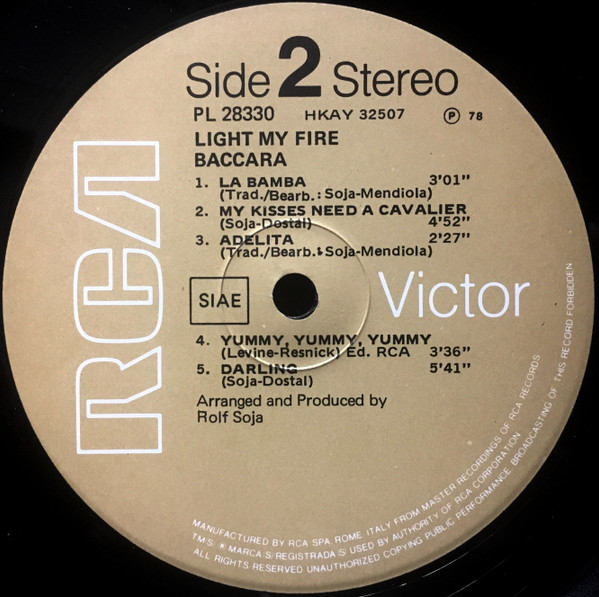 Side 2 Stereo
PL 28330 HKAY 32507 Ⓟ 78
LIGHT MY FIRE
BACCARA
1. LA BAMBA 3'01"
(Trad./Bearb.: Soja-Mendiola)
2. MY KISSES NEED A CAVALIER
(Soja-Dostal) 4'52"
3. ADELITA 2'27"
(Trad./Bearb.: Soja-Mendiola)
RCA
SIAE
Victor
4. YUMMY, YUMMY, YUMMY
(Levine-Resnick) Ed. RCA 3'36"
5. DARLING 5'41"
(Soja-Dostal)
Arranged and Produced by
Rolf Soja
MANUFACTURED BY RCA SPA, ROME, ITALY, FROM MASTER RECORDINGS OF RCA RECORDS
TM(S) ® MARCA(S) REGISTRADA(S) USED BY AUTHORITY OF RCA CORPORATION
ALL RIGHTS RESERVED UNAUTHORIZED COPYING PUBLIC PERFORMANCE BROADCASTING OF THIS RECORD FORBIDDEN